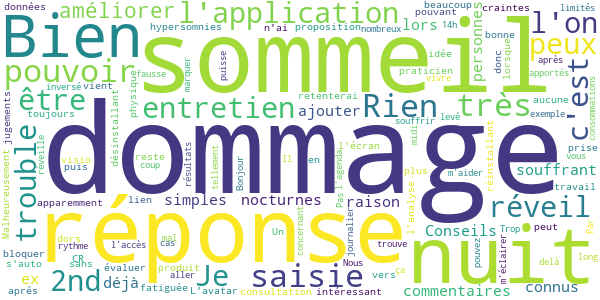 données
améliorer l'application beaucoup craintes limités
pouvant 14h
hypersomnies n'ai proposition nombreux bonne
Bien sommeil l'on
lors personnes idée lorsque donc après
peux
jugements pouvoir physique fausse marquer puisse praticien vivre apportés
inversé vient retenterai aucune c'est
être entretien Rien très
toujours ajouter souffrir levé exemple prise consommations
trouble réveille désinstallant résultats midi vous
dommage
Malheureusement visio reste l'écran souffrant
puis coup tellement Bonjour en Il Pas l'agenda m'aider réinstallant travail
apparemment lien simples nocturnes raison plus réveil
réponse nuit
dors l'accès mal Un concernant journalier l'analyse Conseils Trop peut
rythme cas trouve pouvez m'éclairer Par
bloquer CR sans évaluer produit Nous ça delà long
2nd Je saisie vers
s'auto déjà fatiguée aller commentaires connus
ex auprés L'avatar consultation intéressant